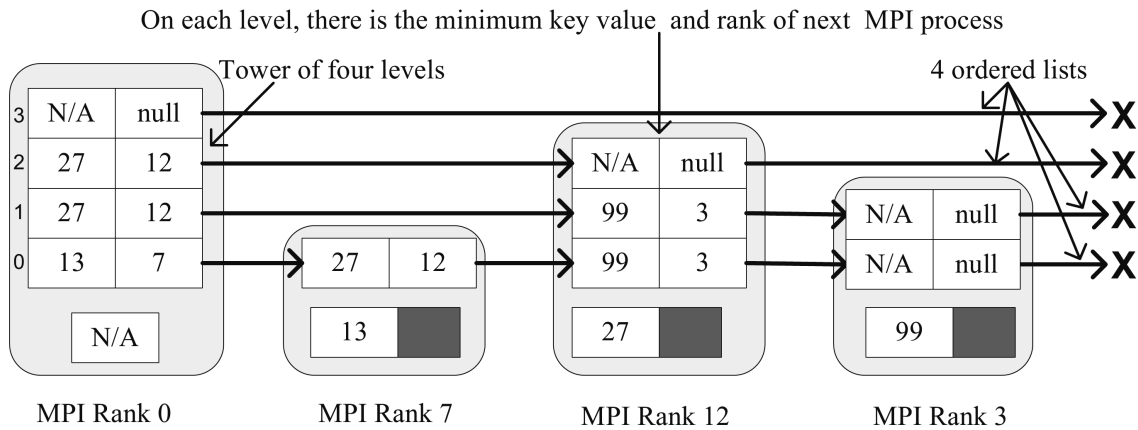 On each level, there is the minimum key value and rank of next MPI process
Tower of four levels
4 ordered lists
3 N/A null X
2 27 12 N/A null X
1 27 12 99 3 N/A null X
0 13 7 27 12 99 3 N/A null X
N/A 13 27 99
MPI Rank 0 MPI Rank 7 MPI Rank 12 MPI Rank 3